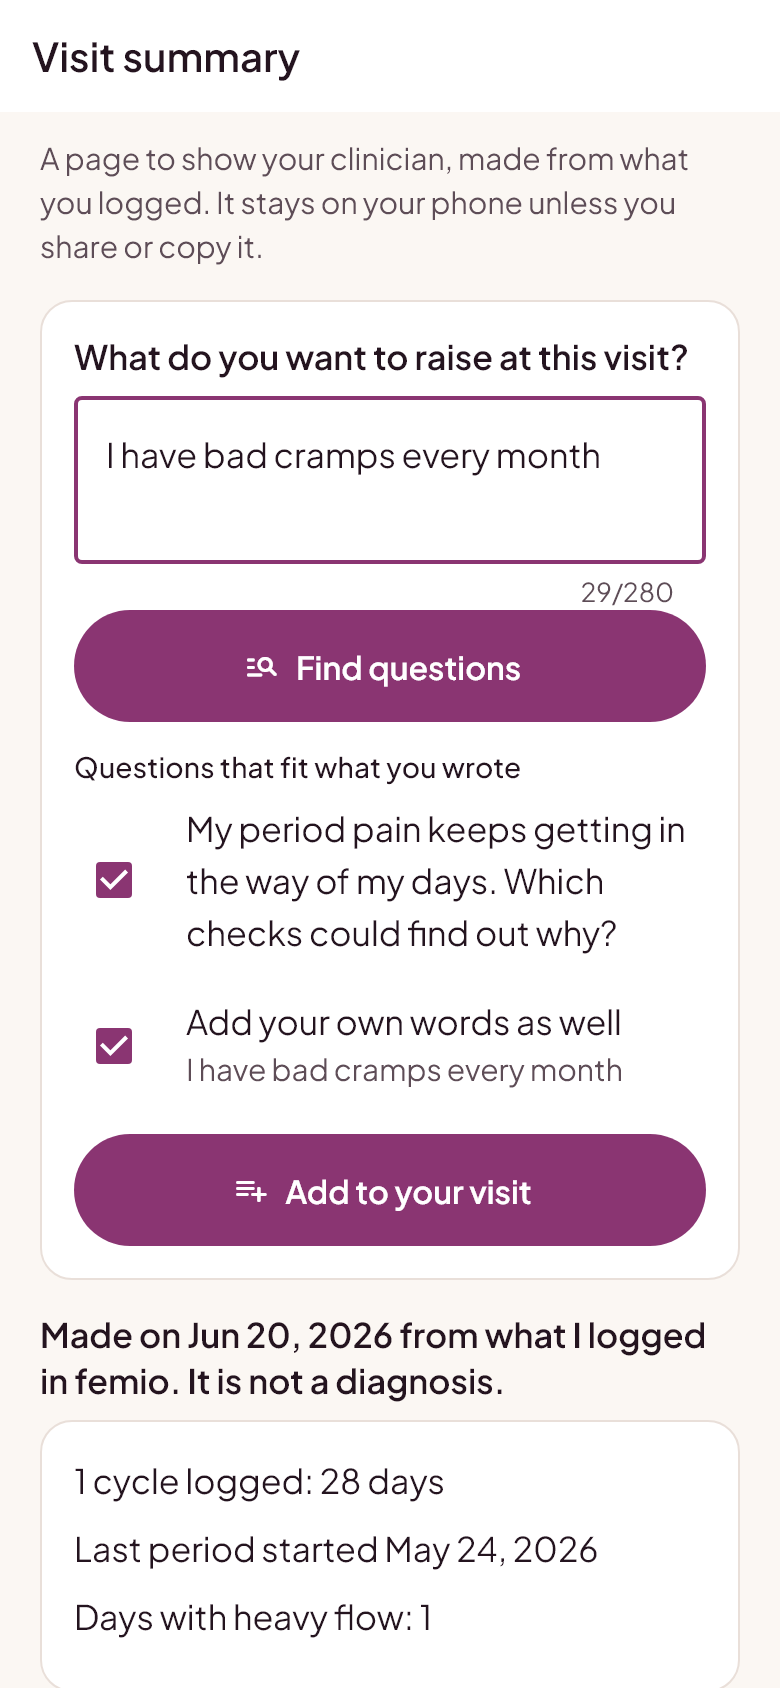 Visit summary
A page to show your clinician, made from what
you logged. It stays on your phone unless you
share or copy it.
What do you want to raise at this visit?
I have bad cramps every month
29/280
Find questions
Questions that fit what you wrote
My period pain keeps getting in
the way of my days. Which
checks could find out why?
Add your own words as well
I have bad cramps every month
Add to your visit
Made on Jun 20, 2026 from what I logged
in femio. It is not a diagnosis.
1 cycle logged: 28 days
Last period started May 24, 2026
Days with heavy flow: 1